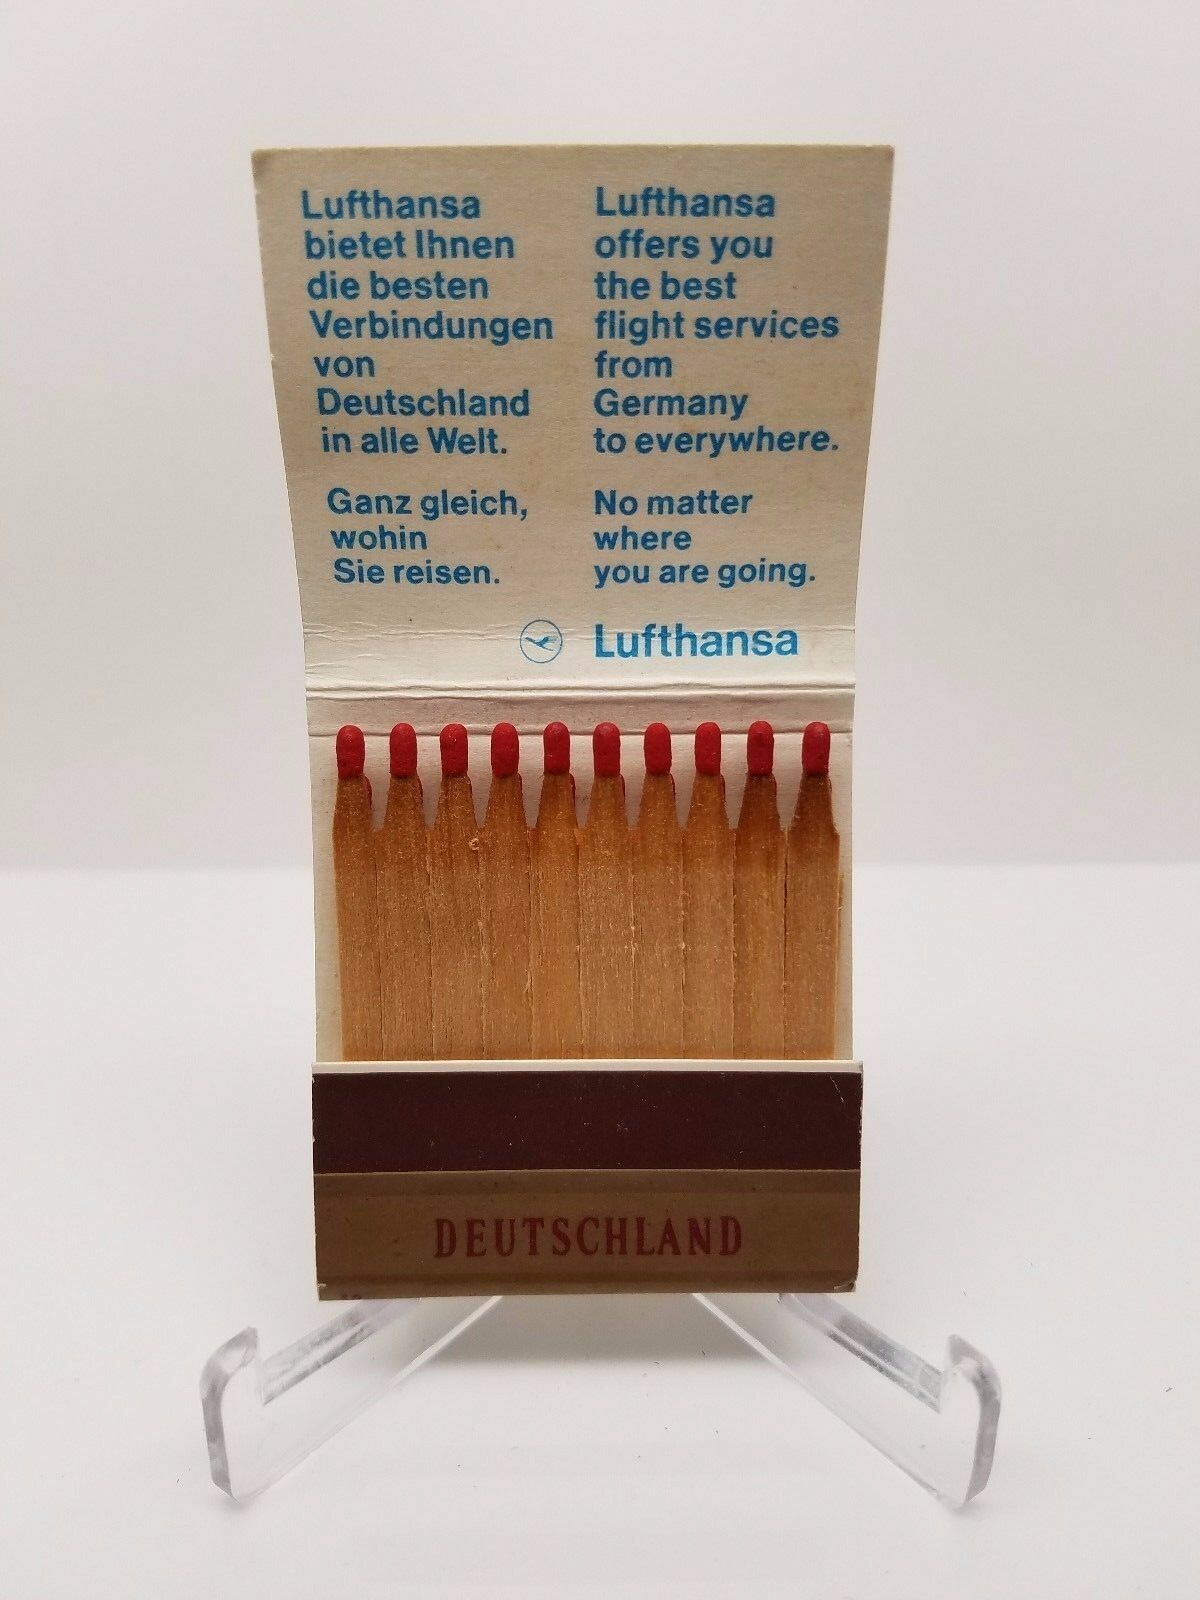 Lufthansa
bietet Ihnen
die besten
Verbindungen
von
Deutschland
in alle Welt.
Ganz gleich,
wohin
Sie reisen.
Lufthansa
offers you
the best
flight services
from
Germany
to everywhere.
No matter
where
you are going.
Lufthansa
DEUTSCHLAND